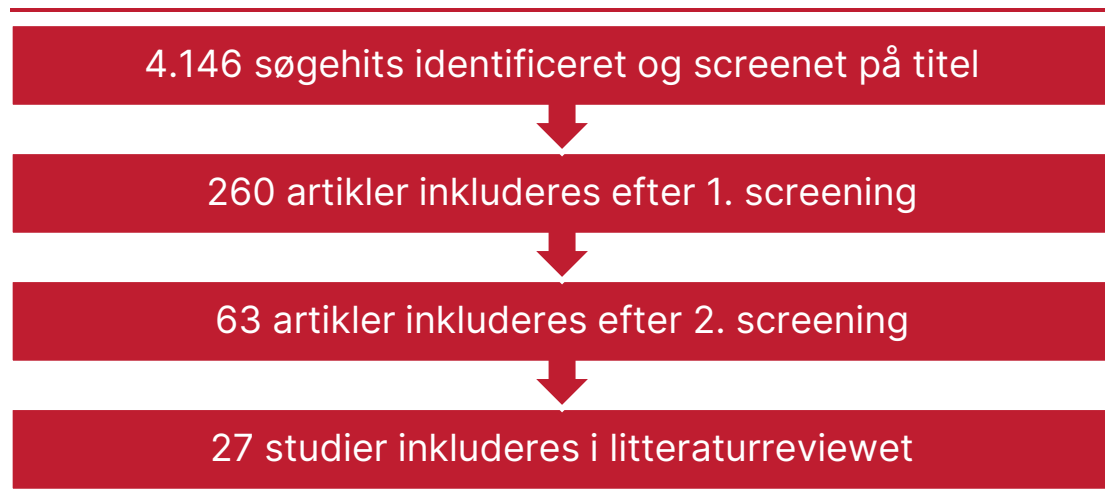 4.146 søgehits identificeret og screenet på titel
260 artikler inkluderes efter 1. screening
63 artikler inkluderes efter 2. screening
27 studier inkluderes i litteraturreviewet